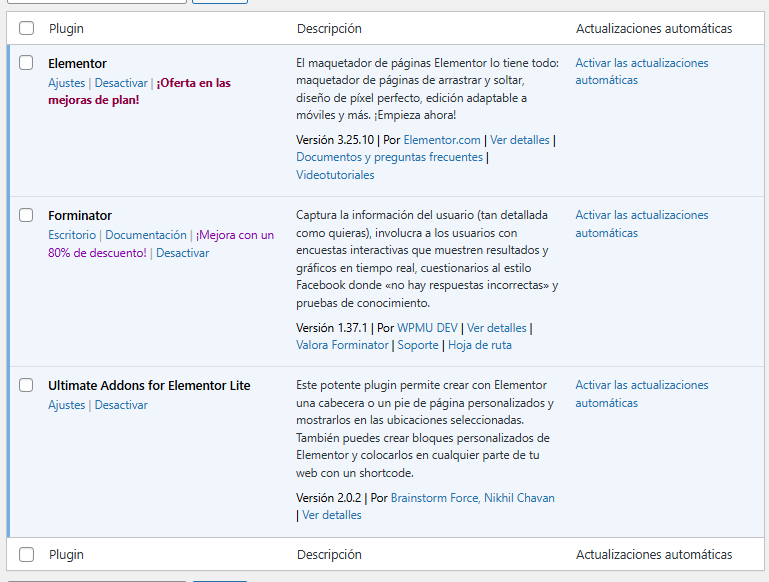 Plugin Descripción Actualizaciones automáticas
Elementor
Ajustes | Desactivar | ¡Oferta en las
mejoras de plan!
El maquetador de páginas Elementor lo tiene todo:
maquetador de páginas de arrastrar y soltar,
diseño de píxel perfecto, edición adaptable a
móviles y más. ¡Empieza ahora!
Versión 3.25.10 | Por Elementor.com | Ver detalles |
Documentos y preguntas frecuentes |
Videotutoriales
Activar las actualizaciones
automáticas
Forminator
Escritorio | Documentación | ¡Mejora con un
80% de descuento! | Desactivar
Captura la información del usuario (tan detallada
como quieras), involucra a los usuarios con
encuestas interactivas que muestren resultados y
gráficos en tiempo real, cuestionarios al estilo
Facebook donde «no hay respuestas incorrectas» y
pruebas de conocimiento.
Versión 1.37.1 | Por WPMU DEV | Ver detalles |
Valora Forminator | Soporte | Hoja de ruta
Activar las actualizaciones
automáticas
Ultimate Addons for Elementor Lite
Ajustes | Desactivar
Este potente plugin permite crear con Elementor
una cabecera o un pie de página personalizados y
mostrarlos en las ubicaciones seleccionadas.
También puedes crear bloques personalizados de
Elementor y colocarlos en cualquier parte de tu
web con un shortcode.
Versión 2.0.2 | Por Brainstorm Force, Nikhil Chavan
| Ver detalles
Activar las actualizaciones
automáticas
Plugin Descripción Actualizaciones automáticas